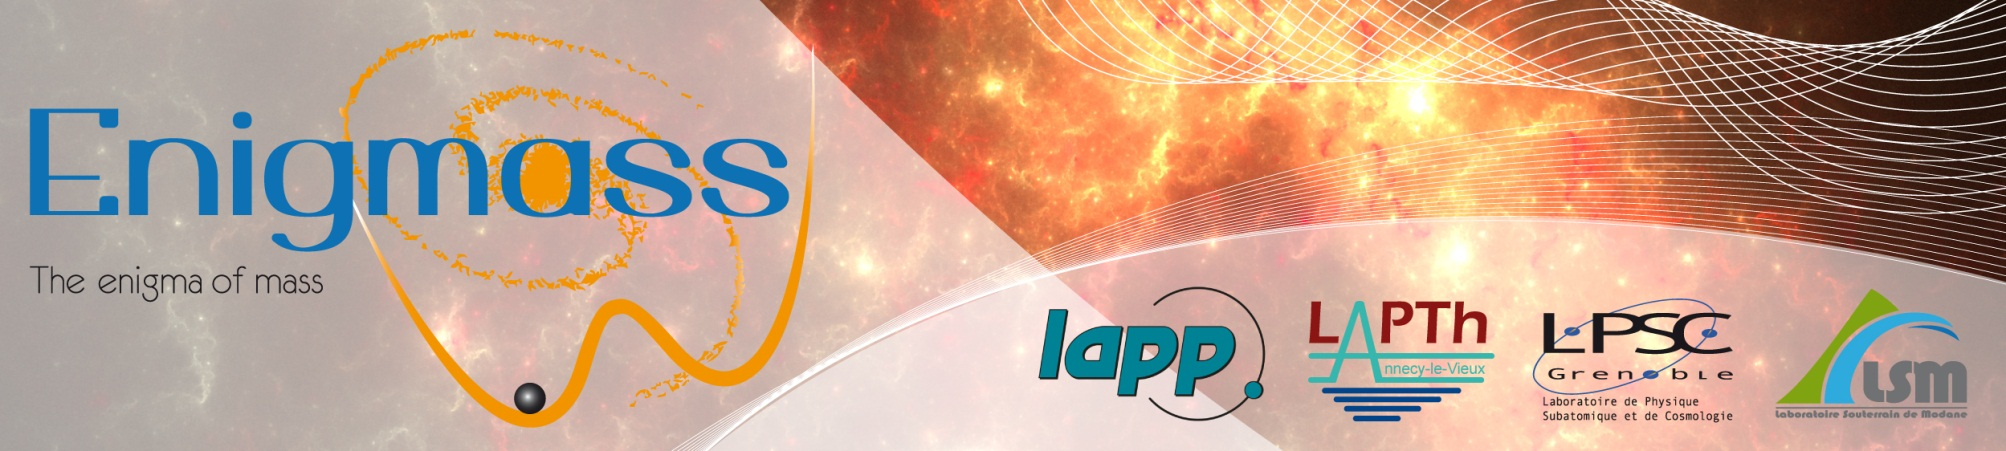 Enigmass
The enigma of mass
lapp
LAPTh
Annecy-le-Vieux
LPSC
Grenoble
Laboratoire de Physique
Subatomique et de Cosmologie
LSM
Laboratoire Souterrain de Modane